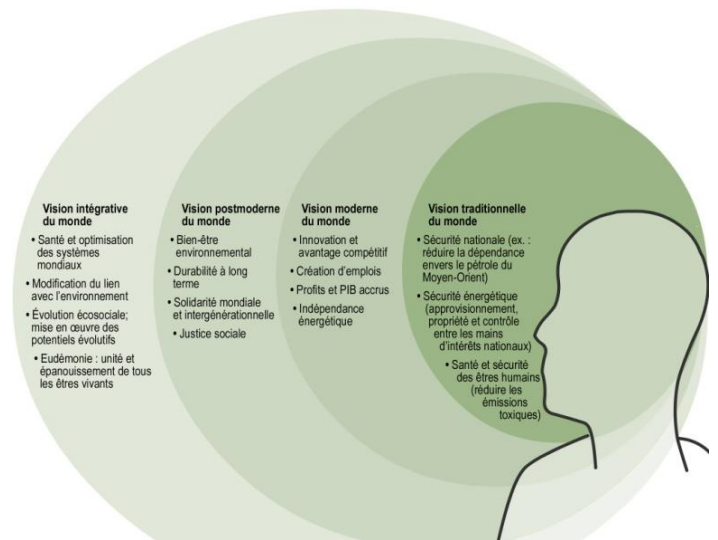 Vision intégrative
du monde
• Santé et optimisation
des systèmes
mondiaux
• Modification du lien
avec l'environnement
• Évolution écosociale;
mise en œuvre des
potentiels évolutifs
• Eudémonie : unité et
épanouissement de tous
les êtres vivants
Vision postmoderne
du monde
• Bien-être
environnemental
• Durabilité à long
terme
• Solidarité mondiale
et intergénérationnelle
• Justice sociale
Vision moderne
du monde
• Innovation et
avantage compétitif
• Création d'emplois
• Profits et PIB accrus
• Indépendance
énergétique
Vision traditionnelle
du monde
• Sécurité nationale (ex. :
réduire la dépendance
envers le pétrole du
Moyen-Orient)
• Sécurité énergétique
(approvisionnement,
propriété et contrôle
entre les mains
d'intérêts nationaux)
• Santé et sécurité
des êtres humains
(réduire les
émissions
toxiques)